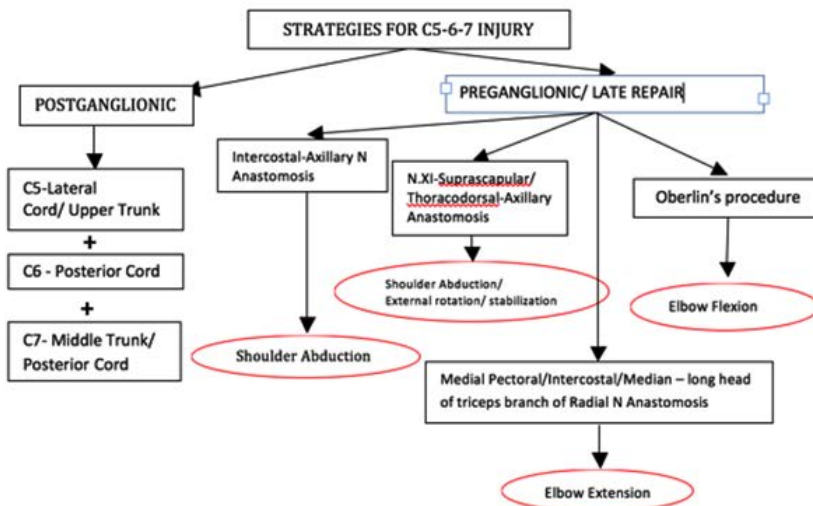 STRATEGIES FOR C5-6-7 INJURY
POSTGANGLIONIC
C5-Lateral
Cord/ Upper Trunk
+
C6 - Posterior Cord
+
C7- Middle Trunk/
Posterior Cord
PREGANGLIONIC/ LATE REPAIR
Intercostal-Axillary N
Anastomosis
Shoulder Abduction
N.XI-Suprascapular/
Thoracodorsal-Axillary
Anastomosis
Shoulder Abduction/
External rotation/ stabilization
Medial Pectoral/Intercostal/Median – long head
of triceps branch of Radial N Anastomosis
Elbow Extension
Oberlin's procedure
Elbow Flexion